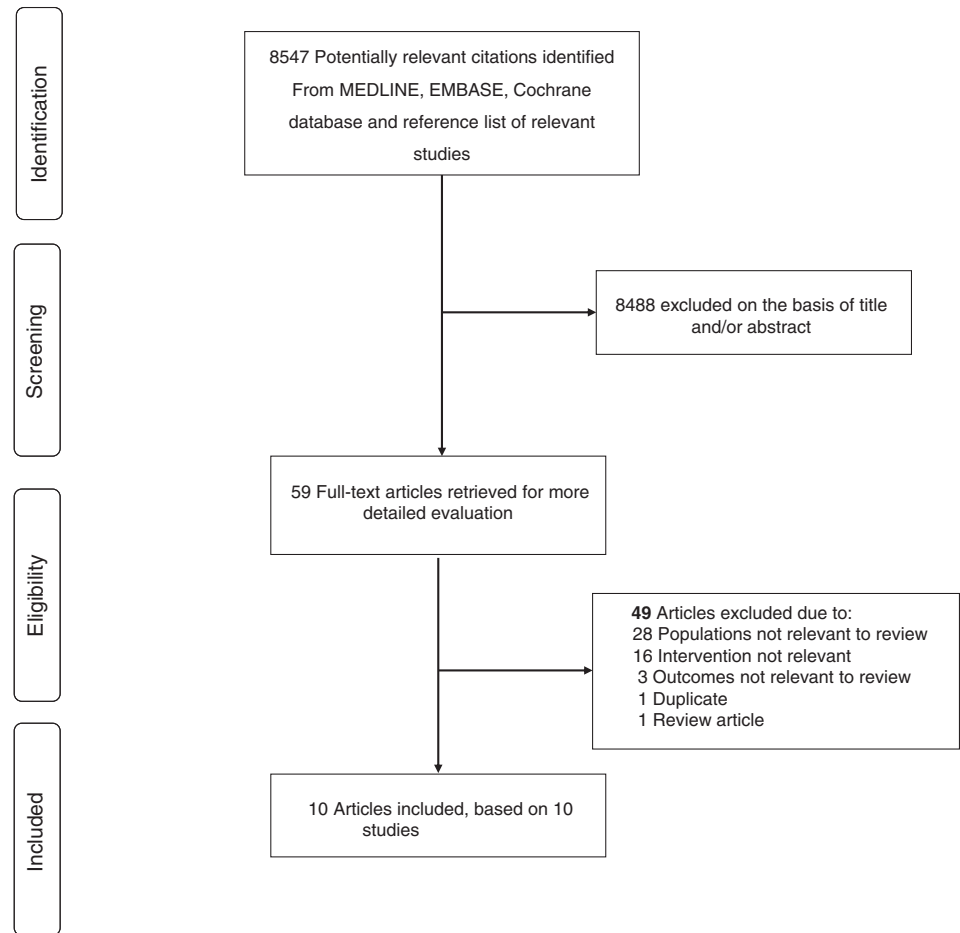 Identification
8547 Potentially relevant citations identified
From MEDLINE, EMBASE, Cochrane
database and reference list of relevant
studies
Screening
8488 excluded on the basis of title
and/or abstract
59 Full-text articles retrieved for more
detailed evaluation
Eligibility
49 Articles excluded due to:
28 Populations not relevant to review
16 Intervention not relevant
3 Outcomes not relevant to review
1 Duplicate
1 Review article
Included
10 Articles included, based on 10
studies